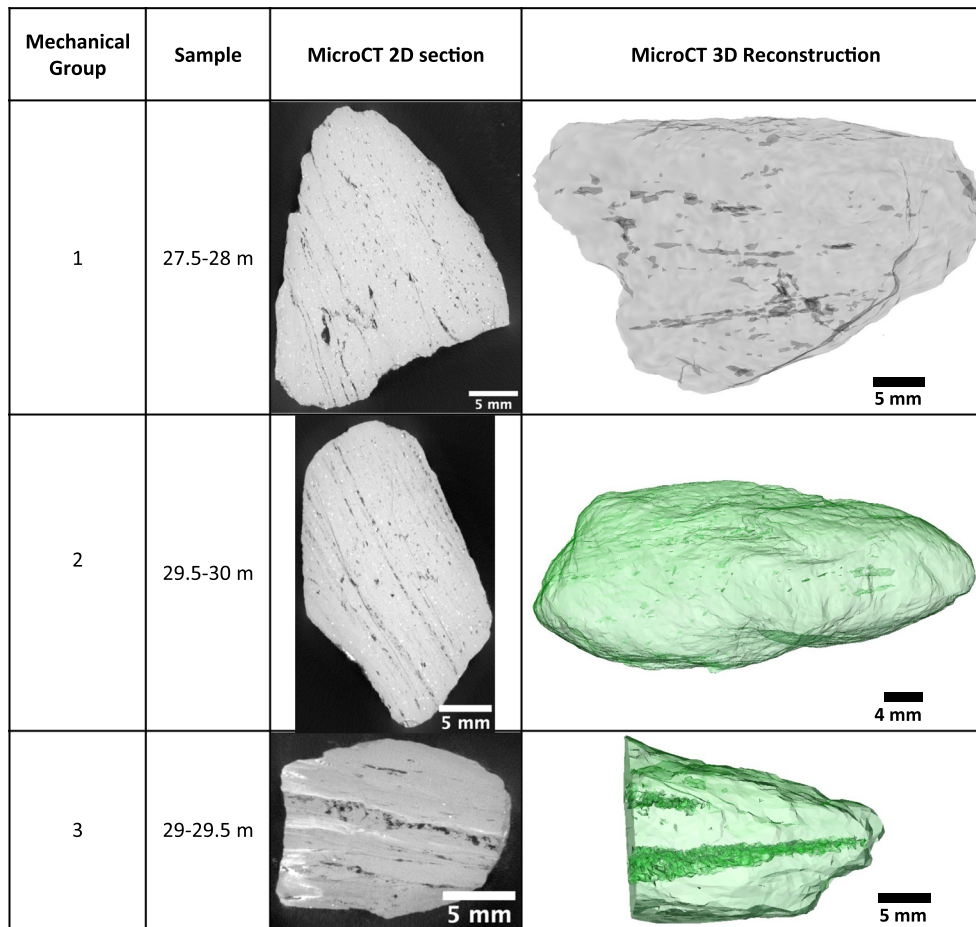 Mechanical Group
Sample
MicroCT 2D section
MicroCT 3D Reconstruction
1
27.5-28 m
5 mm
5 mm
2
29.5-30 m
5 mm
4 mm
3
29-29.5 m
5 mm
5 mm